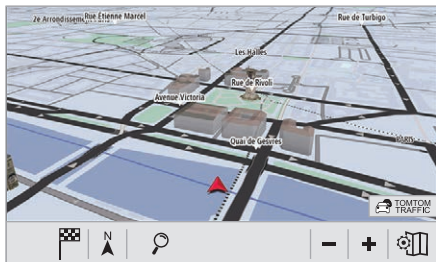 2e Arrondissement
Rue Étienne Marcel
Rue de Turbigo
Les Halles
Rue de Rivoli
Avenue Victoria
Quai de Gesvres
PARIS
TOMTOM
TRAFFIC
N